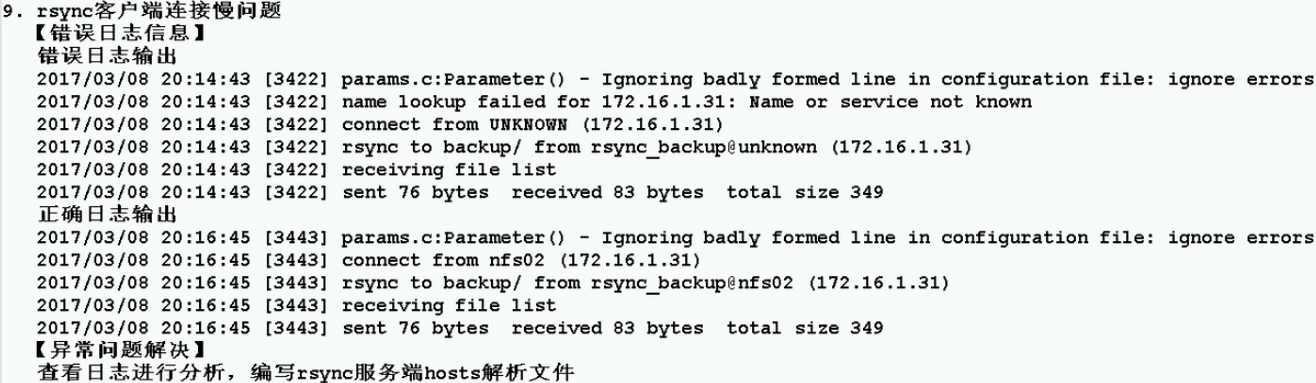 9. rsync客户端连接慢问题
【错误日志信息】
错误日志输出
2017/03/08 20:14:43 [3422] params.c:Parameter() - Ignoring badly formed line in configuration file: ignore errors
2017/03/08 20:14:43 [3422] name lookup failed for 172.16.1.31: Name or service not known
2017/03/08 20:14:43 [3422] connect from UNKNOWN (172.16.1.31)
2017/03/08 20:14:43 [3422] rsync to backup/ from rsync_backup@unknown (172.16.1.31)
2017/03/08 20:14:43 [3422] receiving file list
2017/03/08 20:14:43 [3422] sent 76 bytes  received 83 bytes  total size 349
正确日志输出
2017/03/08 20:16:45 [3443] params.c:Parameter() - Ignoring badly formed line in configuration file: ignore errors
2017/03/08 20:16:45 [3443] connect from nfs02 (172.16.1.31)
2017/03/08 20:16:45 [3443] rsync to backup/ from rsync_backup@nfs02 (172.16.1.31)
2017/03/08 20:16:45 [3443] receiving file list
2017/03/08 20:16:45 [3443] sent 76 bytes  received 83 bytes  total size 349
【异常问题解决】
查看日志进行分析，编写rsync服务端hosts解析文件